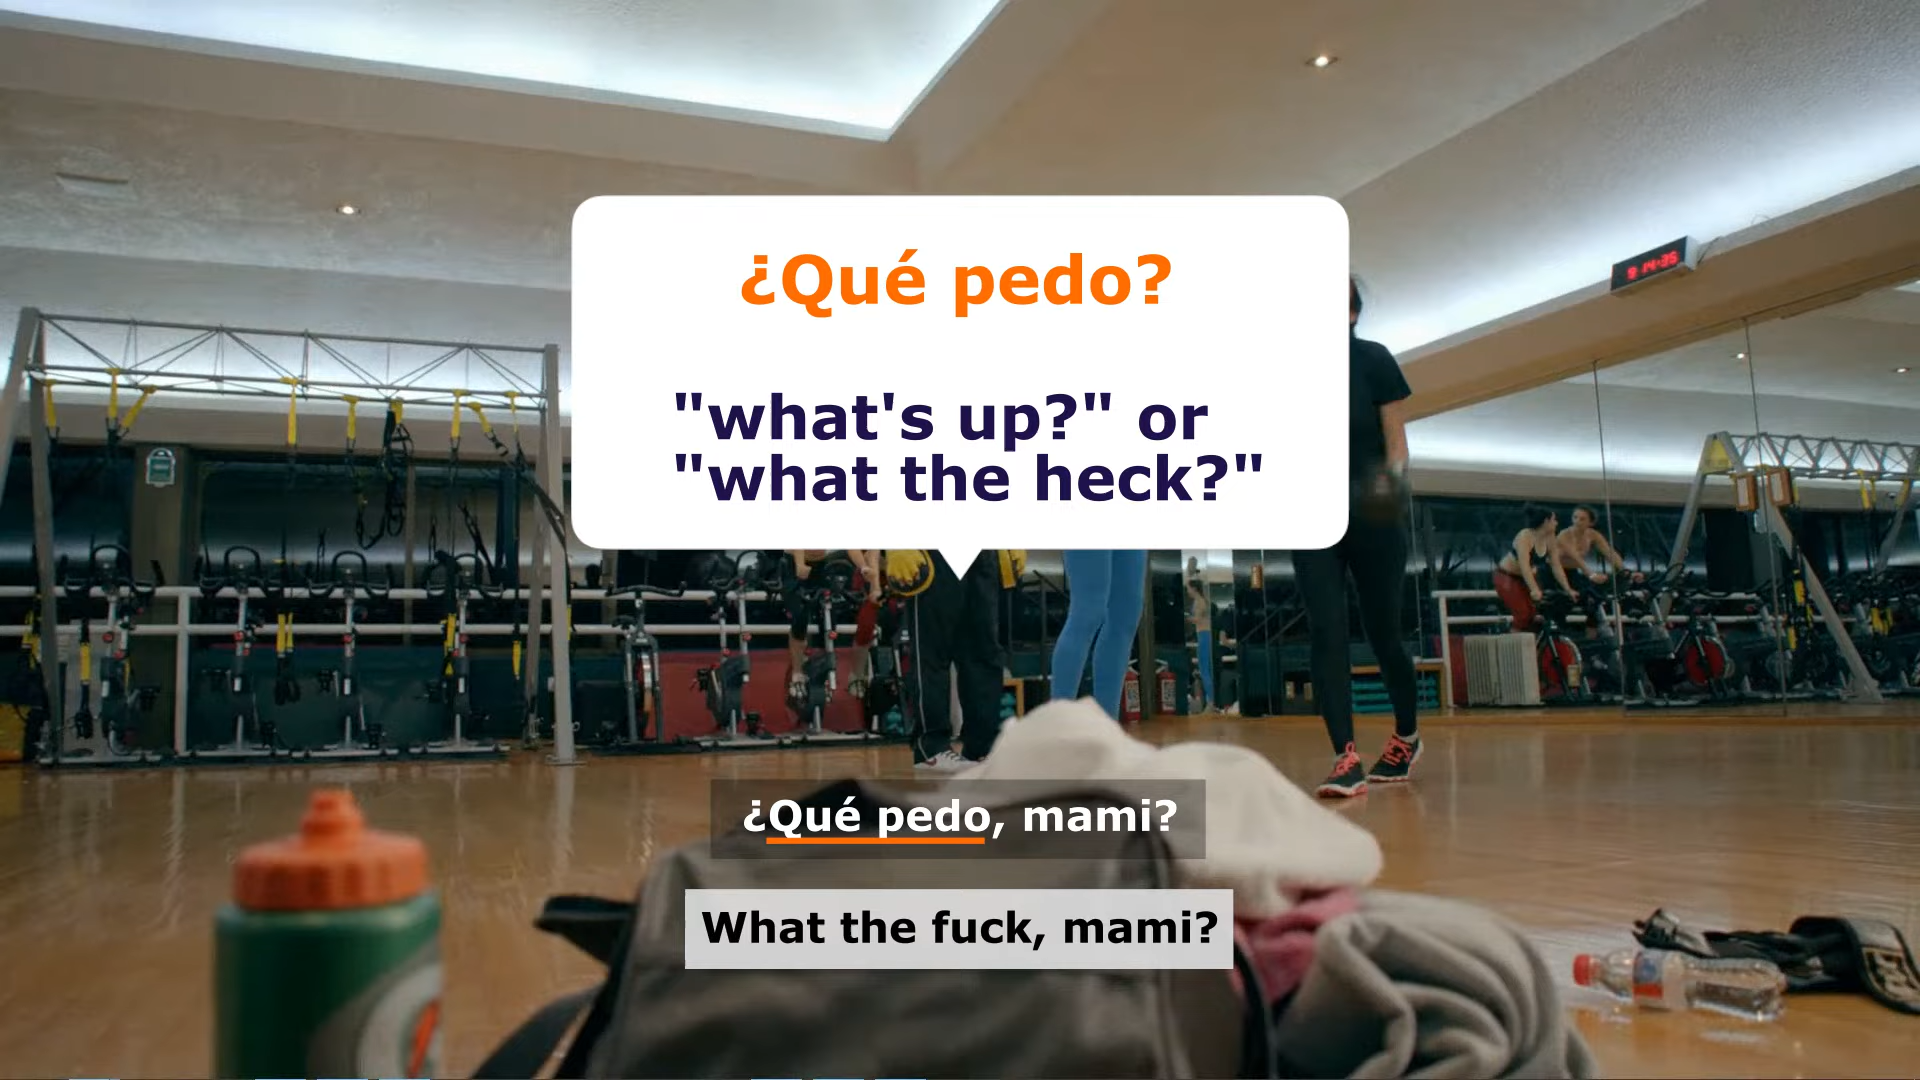 ¿Qué pedo?
"what's up?" or
"what the heck?"
¿Qué pedo, mami?
What the fuck, mami?